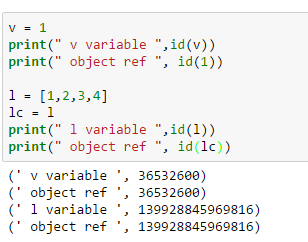 v = 1
print(" v variable ",id(v))
print(" object ref ", id(1))
l = [1,2,3,4]
lc = l
print(" l variable ",id(l))
print(" object ref ", id(lc))
(' v variable ', 36532600)
(' object ref ', 36532600)
(' l variable ', 139928845969816)
(' object ref ', 139928845969816)